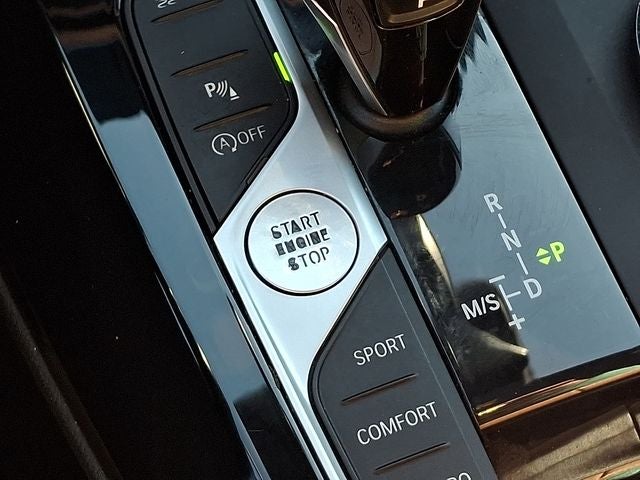 P
OFF
A
START
ENGINE
STOP
R
N
D
P
M/S
+
SPORT
COMFORT